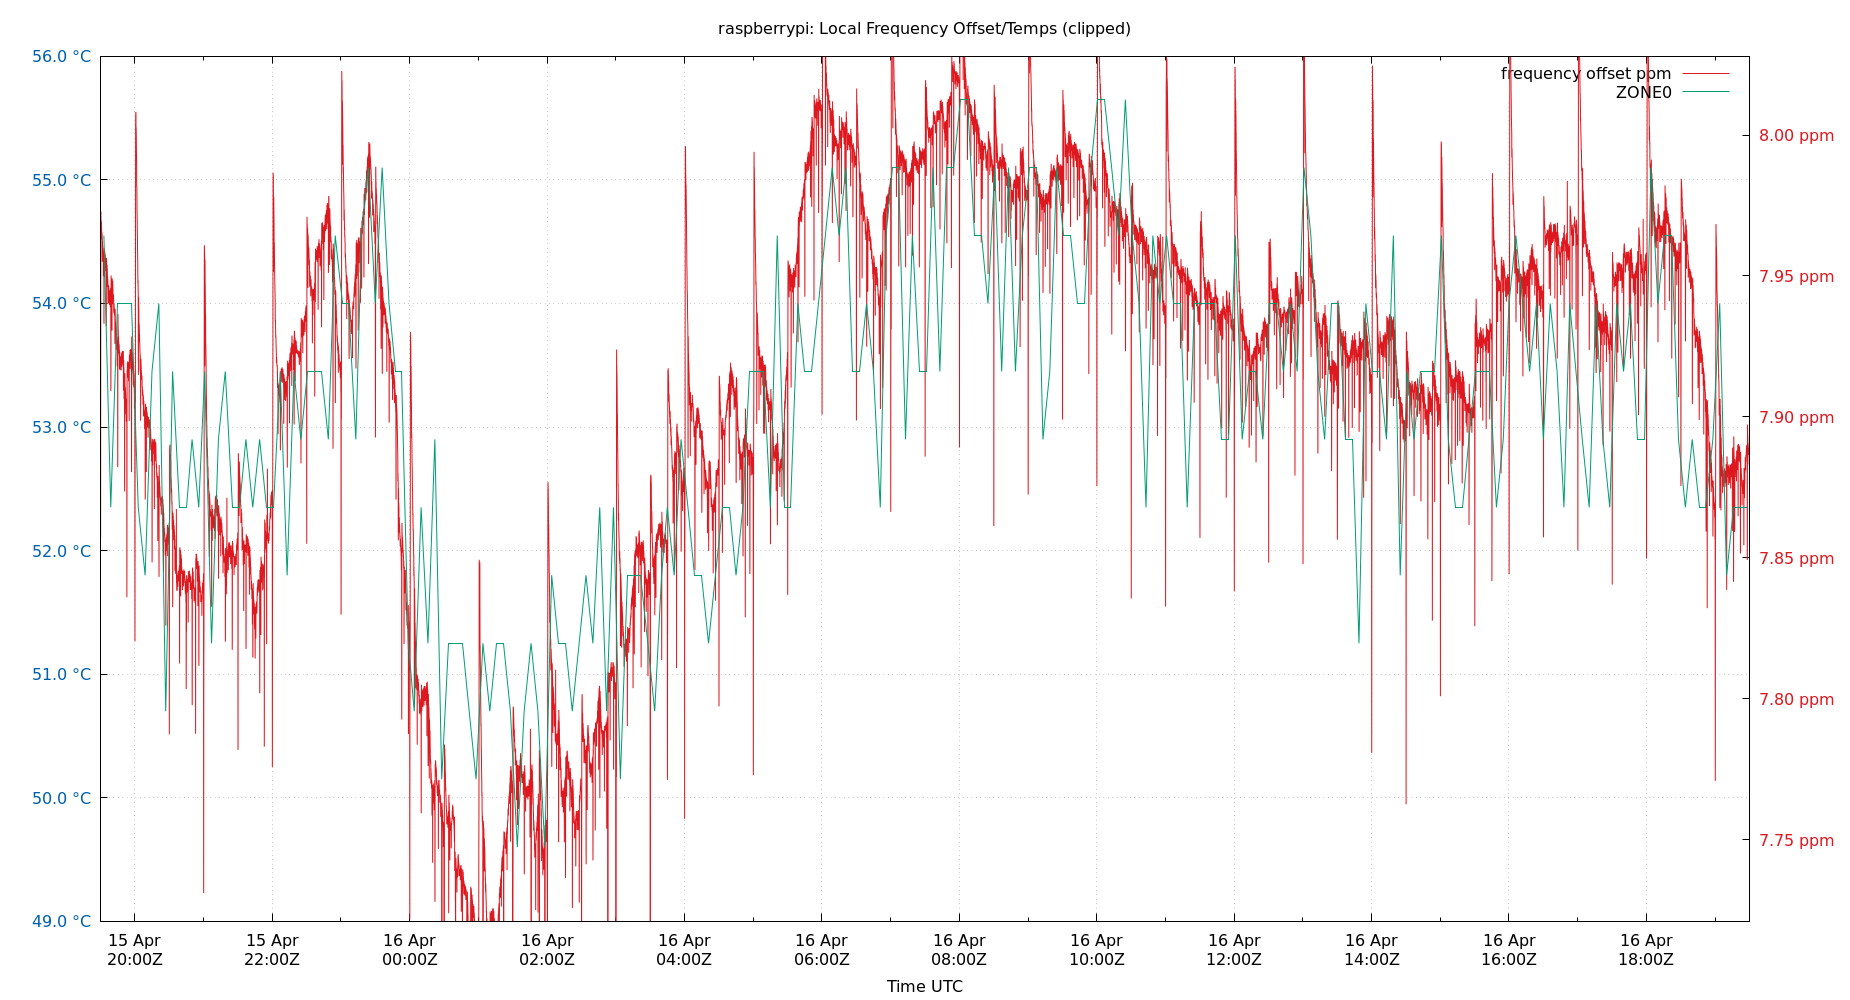 raspberrypi: Local Frequency Offset/Temps (clipped)
56.0 °C
55.0 °C
54.0 °C
53.0 °C
52.0 °C
51.0 °C
50.0 °C
49.0 °C
frequency offset ppm
ZONE0
8.00 ppm
7.95 ppm
7.90 ppm
7.85 ppm
7.80 ppm
7.75 ppm
15 Apr
20:00Z
15 Apr
22:00Z
16 Apr
00:00Z
16 Apr
02:00Z
16 Apr
04:00Z
16 Apr
06:00Z
16 Apr
08:00Z
16 Apr
10:00Z
16 Apr
12:00Z
16 Apr
14:00Z
16 Apr
16:00Z
16 Apr
18:00Z
Time UTC